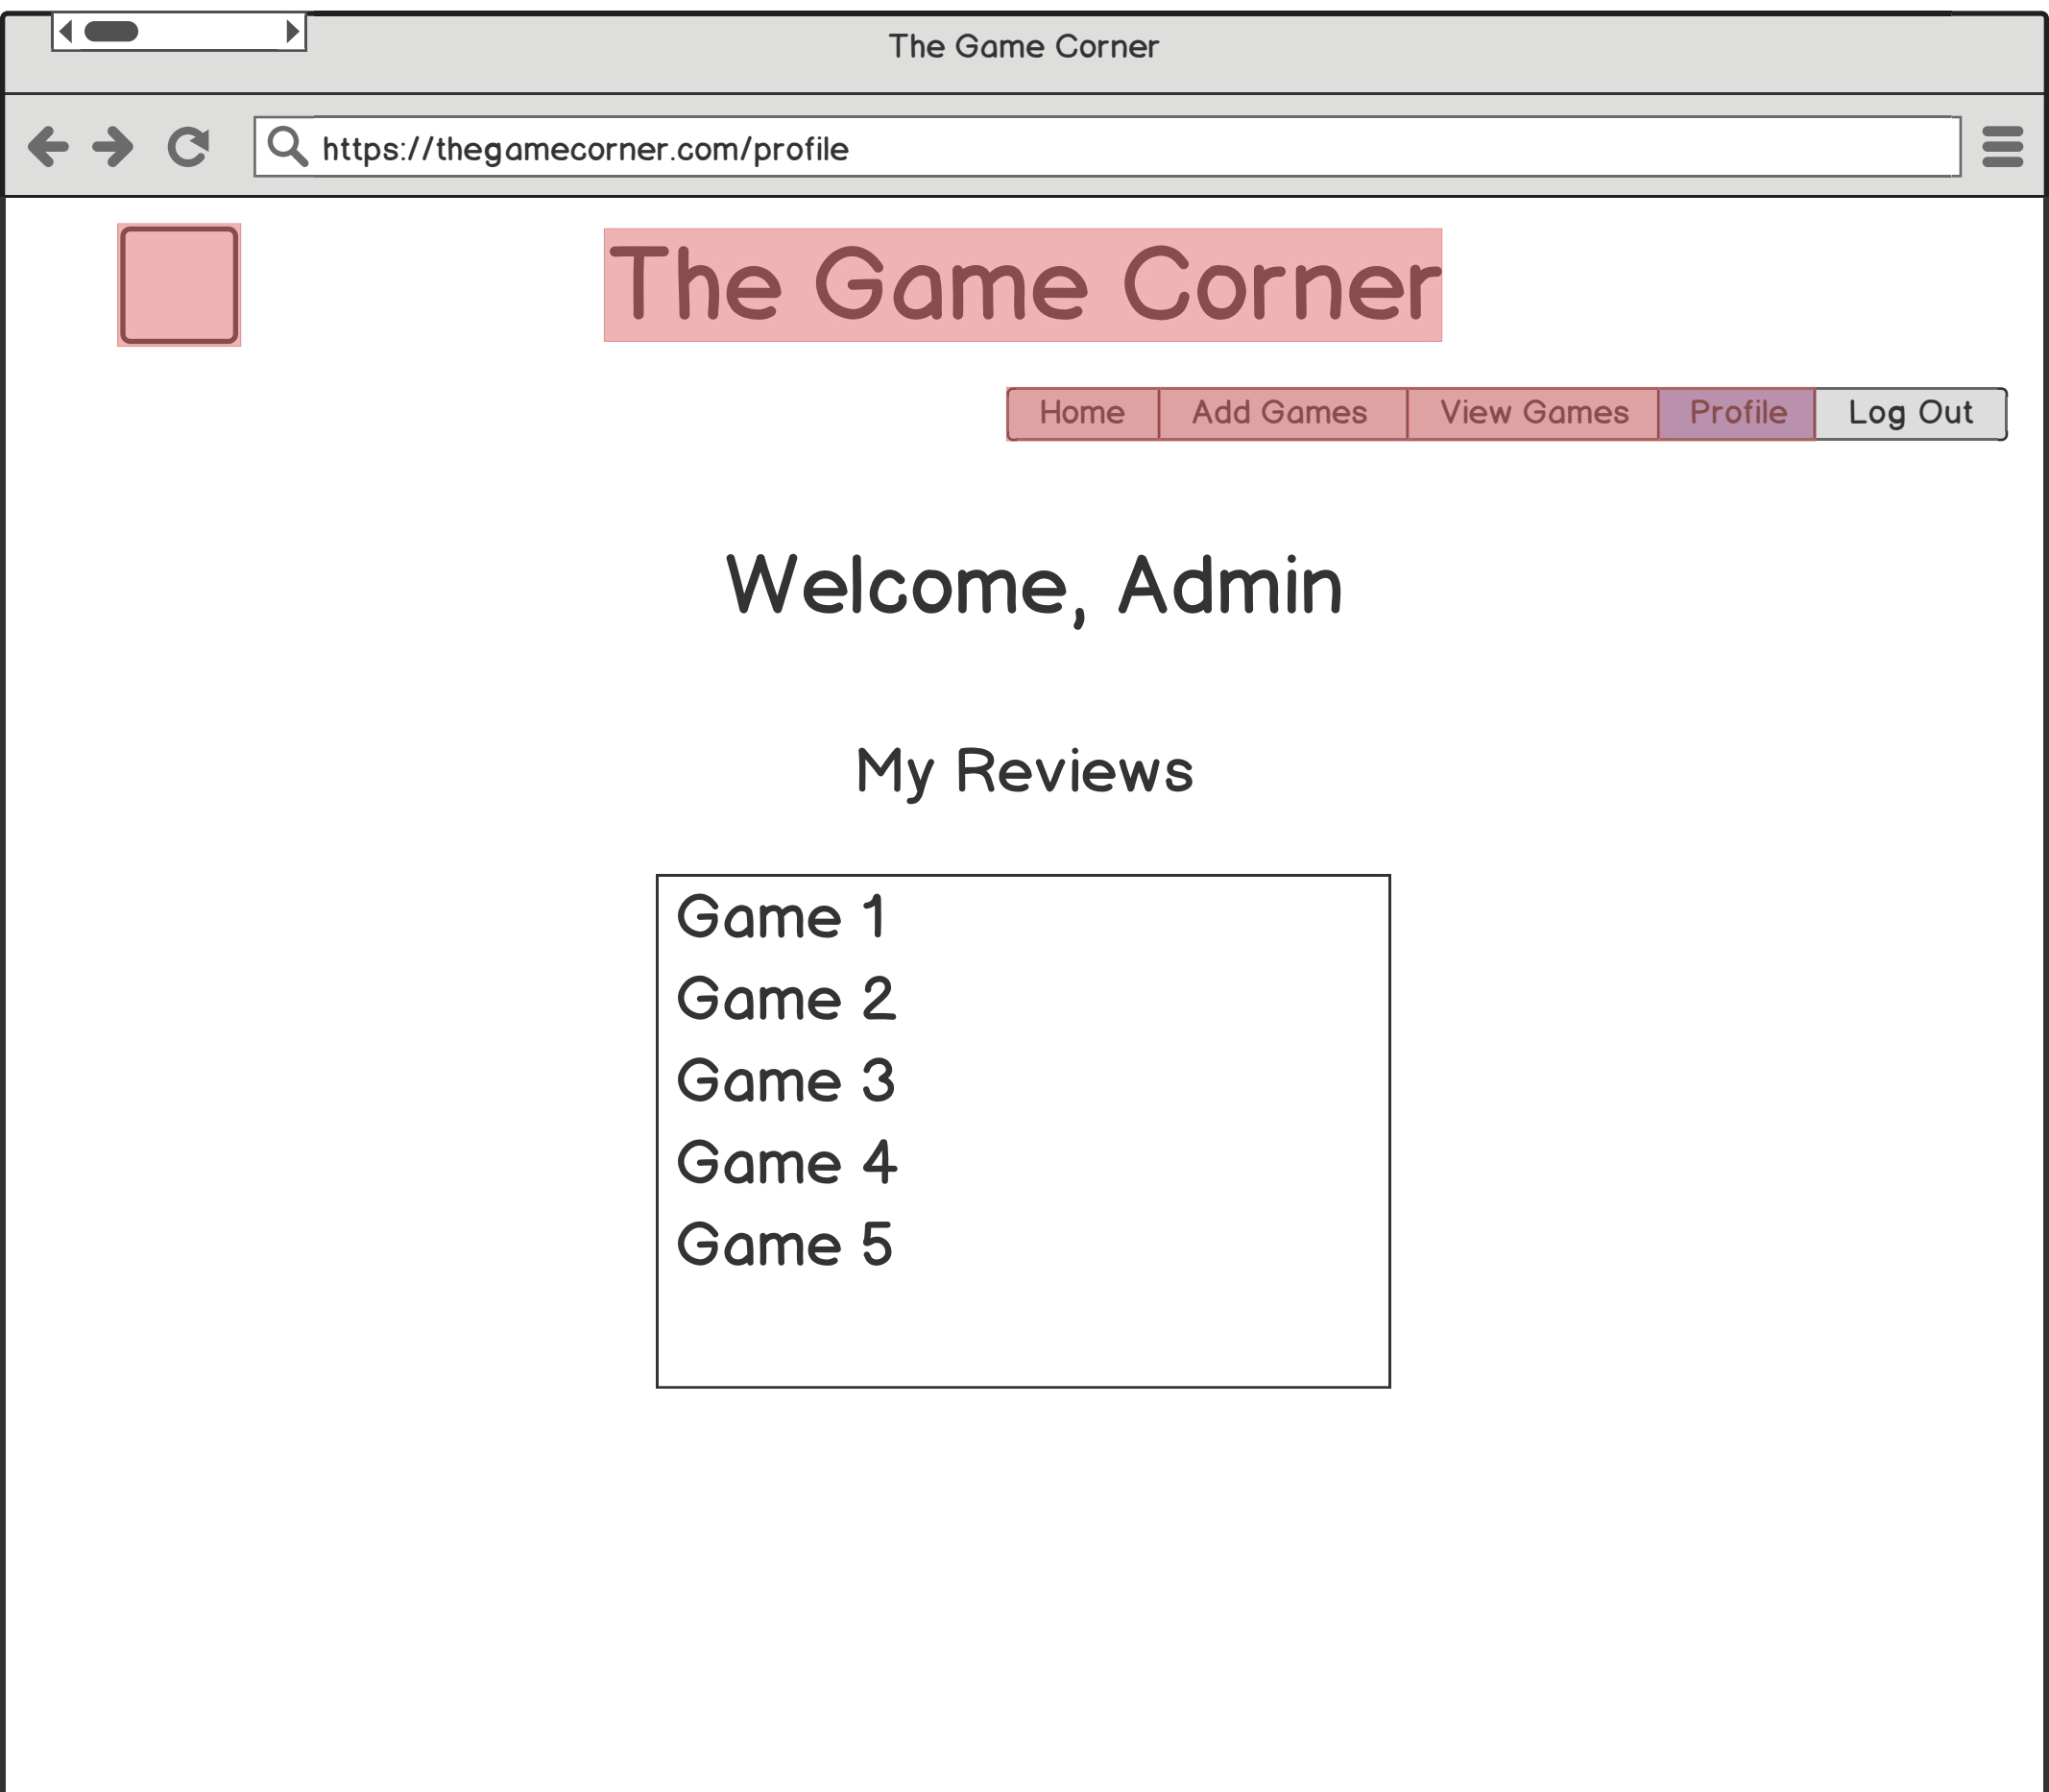 The Game Corner
https://thegamecorner.com/profile
The Game Corner
Home Add Games View Games Profile Log Out
Welcome, Admin
My Reviews
Game 1
Game 2
Game 3
Game 4
Game 5